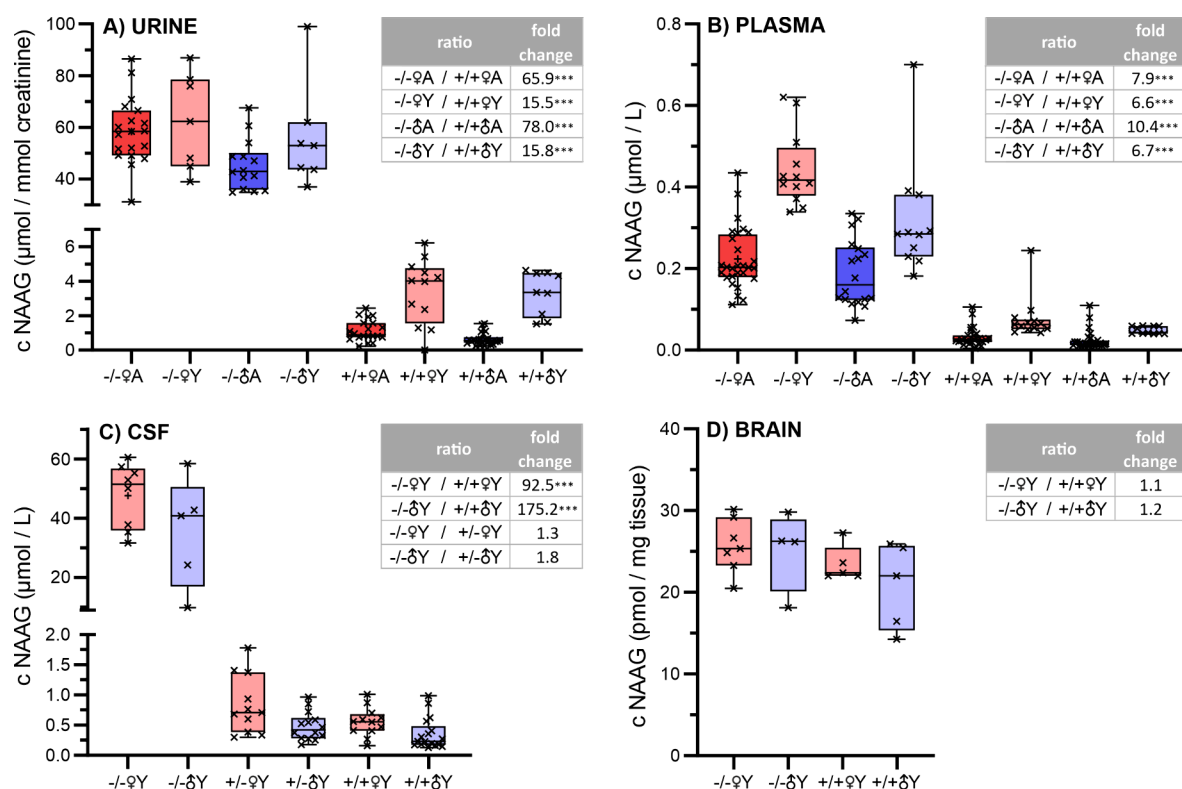 A) URINE
c NAAG (µmol / mmol creatinine)
100
80
60
40
6
4
2
0
-/-♀A -/-♀Y -/-♂A -/-♂Y +/+♀A +/+♀Y +/+♂A +/+♂Y
ratio fold change
-/-♀A / +/+♀A 65.9***
-/-♀Y / +/+♀Y 15.5***
-/-♂A / +/+♂A 78.0***
-/-♂Y / +/+♂Y 15.8***
B) PLASMA
c NAAG (µmol / L)
0.8
0.6
0.4
0.2
0.0
-/-♀A -/-♀Y -/-♂A -/-♂Y +/+♀A +/+♀Y +/+♂A +/+♂Y
ratio fold change
-/-♀A / +/+♀A 7.9***
-/-♀Y / +/+♀Y 6.6***
-/-♂A / +/+♂A 10.4***
-/-♂Y / +/+♂Y 6.7***
C) CSF
c NAAG (µmol / L)
60
40
20
2.0
1.5
1.0
0.5
0.0
-/-♀Y -/-♂Y +/-♀Y +/-♂Y +/+♀Y +/+♂Y
ratio fold change
-/-♀Y / +/+♀Y 92.5***
-/-♂Y / +/+♂Y 175.2***
-/-♀Y / +/-♀Y 1.3
-/-♂Y / +/-♂Y 1.8
D) BRAIN
c NAAG (pmol / mg tissue)
40
30
20
10
0
-/-♀Y -/-♂Y +/+♀Y +/+♂Y
ratio fold change
-/-♀Y / +/+♀Y 1.1
-/-♂Y / +/+♂Y 1.2